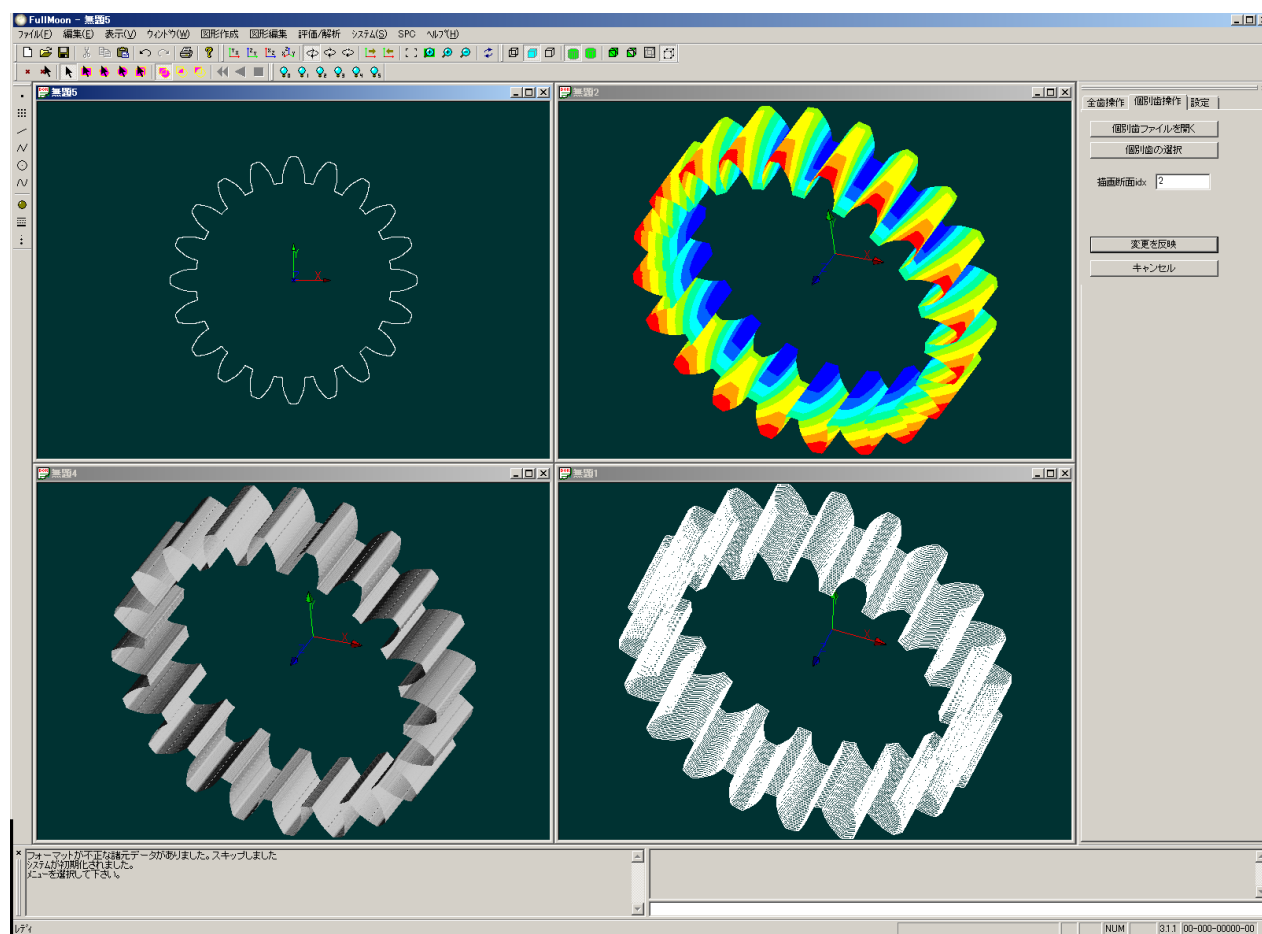 FullMoon - 無題5
ファイル(F) 編集(E) 表示(V) ウィンドウ(W) 図形作成 図形編集 評価/解析 システム(S) SPC ヘルプ(H)
無題5
無題2
全歯操作 個別歯操作 設定
個別歯ファイルを開く
個別歯の選択
描画断面idx 2
変更を反映
キャンセル
Y
X
Y
X
無題4
無題1
Y
X
Y
X
フォーマットが不正な諸元データがありました。スキップしました
システムが初期化されました。
メニューを選択して下さい。
レディ
NUM
3.1.1
00-000-00000-00